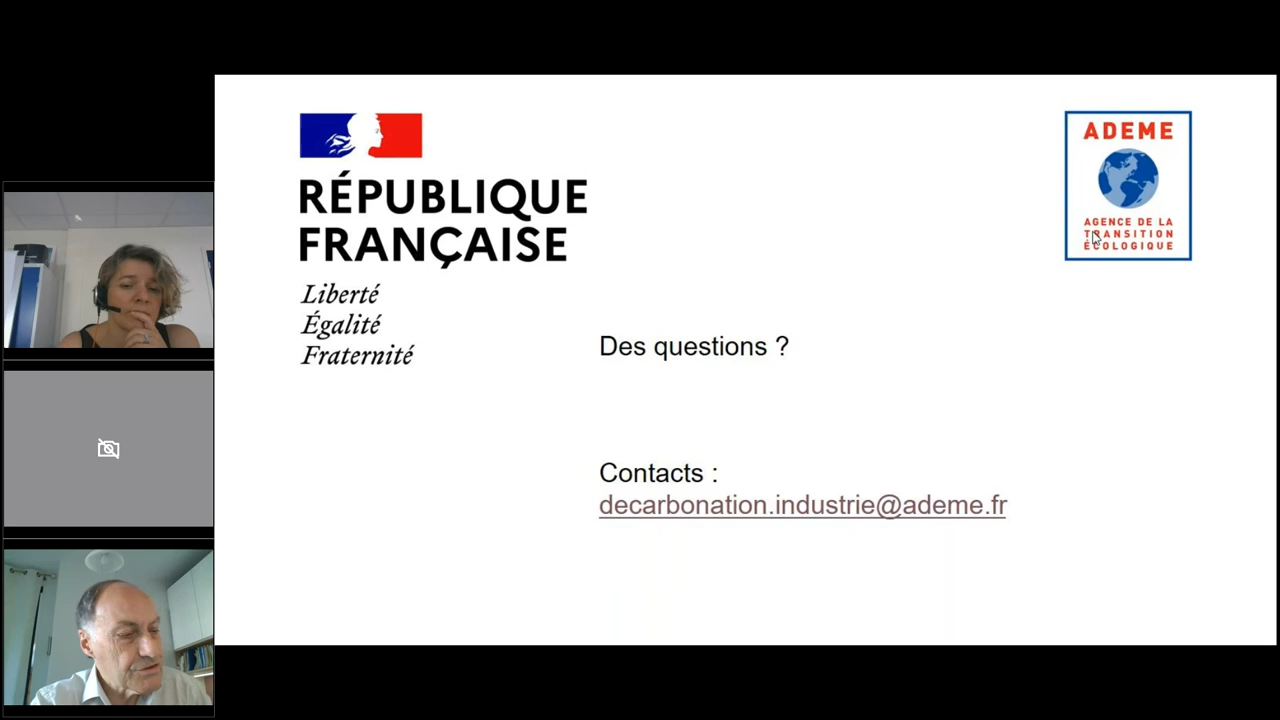 RÉPUBLIQUE
FRANÇAISE
Liberté
Égalité
Fraternité
ADEME
AGENCE DE LA
TRANSITION
ÉCOLOGIQUE
Des questions ?
Contacts :
decarbonation.industrie@ademe.fr